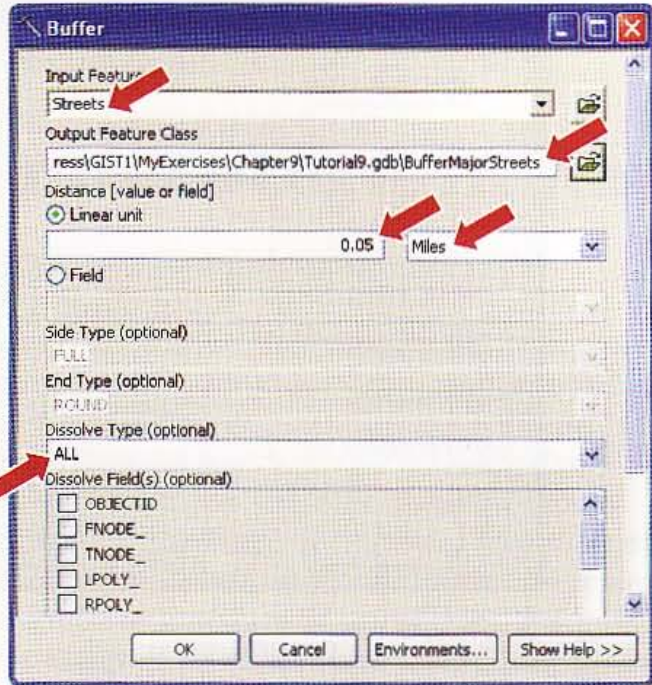 Buffer
Input Feature
Streets
Output Feature Class
ress\GIST1\MyExercises\Chapter9\Tutorial9.gdb\BufferMajorStreets
Distance [value or field]
Linear unit
0.05 Miles
Field
Side Type (optional)
FULL
End Type (optional)
ROUND
Dissolve Type (optional)
ALL
Dissolve Field(s) (optional)
OBJECTID
FNODE_
TNODE_
LPOLY_
RPOLY_
OK Cancel Environments... Show Help >>